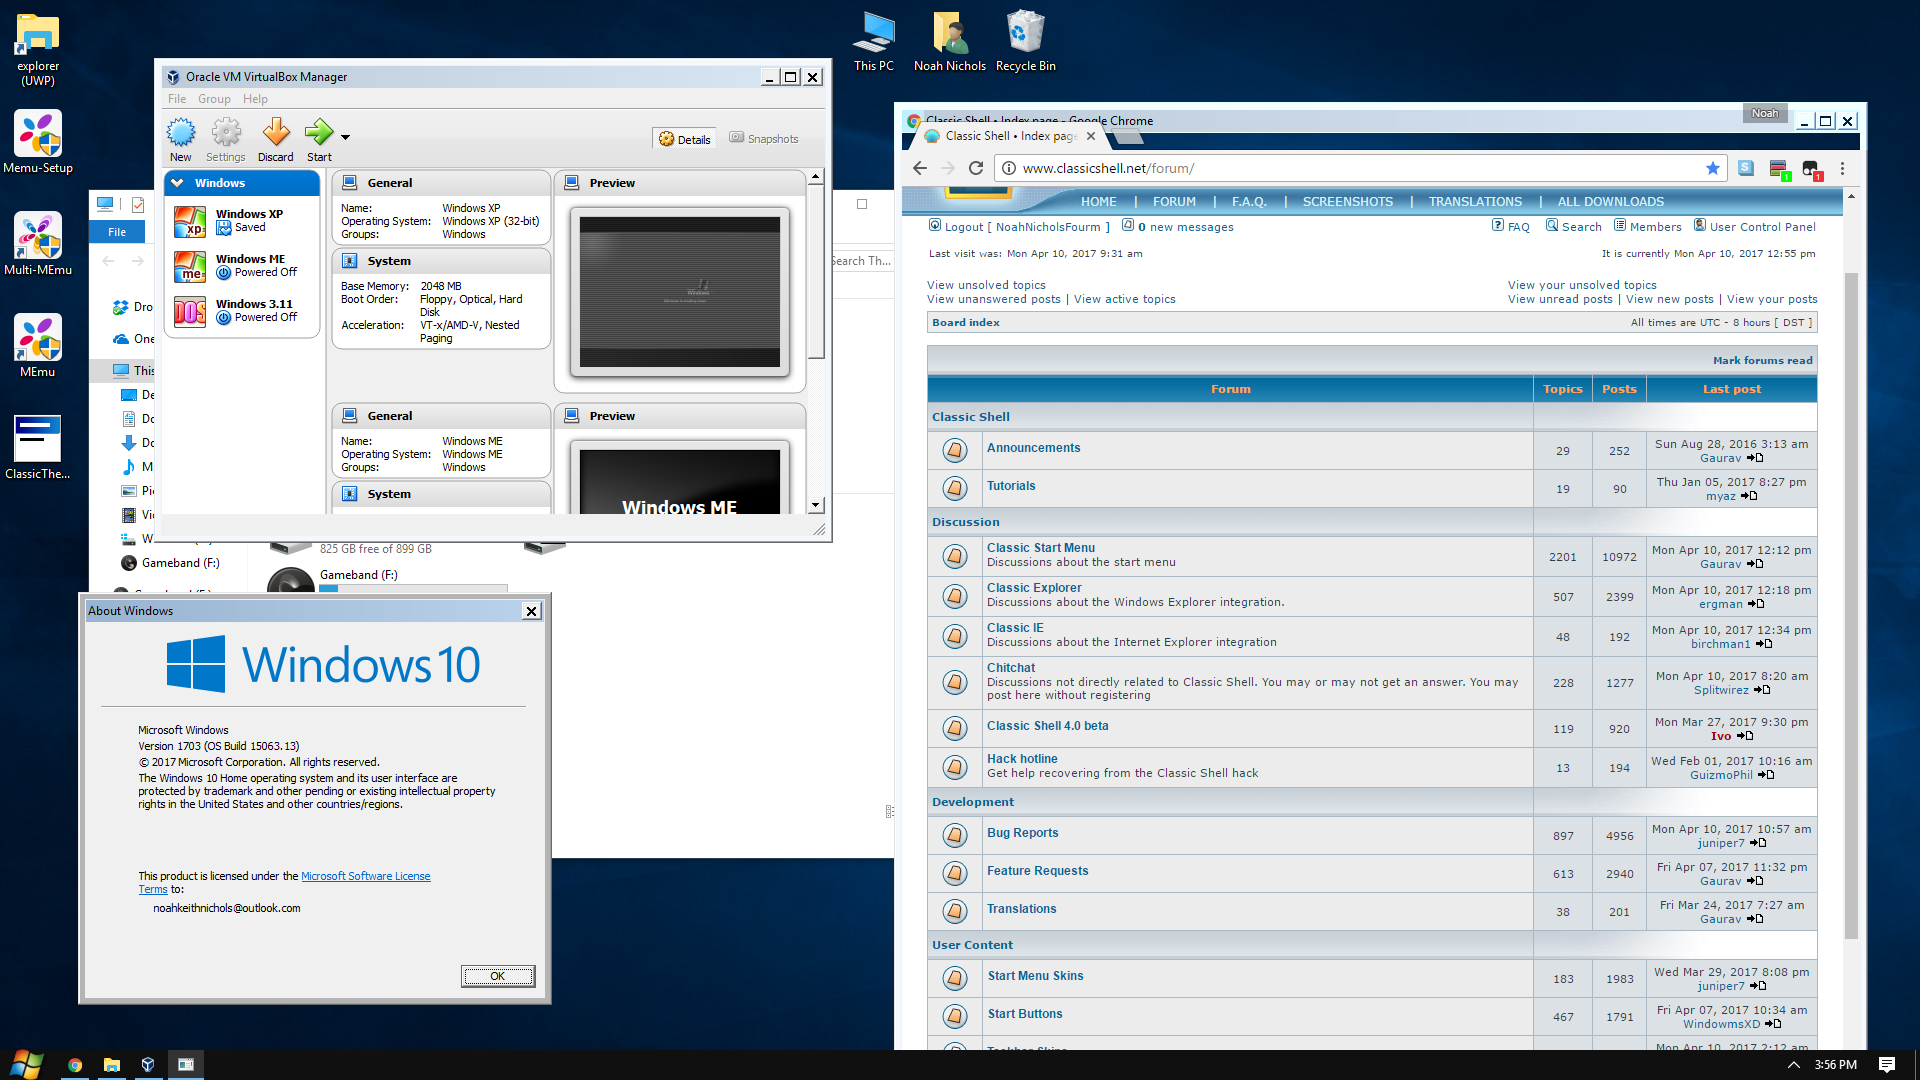 explorer
(UWP)
Memu-Setup
Multi-MEmu
MEmu
ClassicThe...
This PC
Noah Nichols
Recycle Bin
Oracle VM VirtualBox Manager
File Group Help
New Settings Discard Start
Details Snapshots
Windows
Windows XP
Saved
Windows ME
Powered Off
Windows 3.11
Powered Off
General
Name: Windows XP
Operating System: Windows XP (32-bit)
Groups: Windows
System
Base Memory: 2048 MB
Boot Order: Floppy, Optical, Hard
Disk
Acceleration: VT-x/AMD-V, Nested
Paging
Preview
General
Name: Windows ME
Operating System: Windows ME
Groups: Windows
System
Preview
Windows ME
File
Search Th...
Dro
One
This
De
Do
Do
M
Pic
Vi
W
Gameband (F:)
825 GB free of 899 GB
Gameband (F:)
About Windows
Windows 10
Microsoft Windows
Version 1703 (OS Build 15063.13)
© 2017 Microsoft Corporation. All rights reserved.
The Windows 10 Home operating system and its user interface are
protected by trademark and other pending or existing intellectual property
rights in the United States and other countries/regions.
This product is licensed under the Microsoft Software License
Terms to:
noahkeithnichols@outlook.com
OK
Classic Shell • Index page - Google Chrome
Noah
Classic Shell • Index page
www.classicshell.net/forum/
HOME | FORUM | F.A.Q. | SCREENSHOTS | TRANSLATIONS | ALL DOWNLOADS
Logout [ NoahNicholsFourm ] 0 new messages
FAQ Search Members User Control Panel
Last visit was: Mon Apr 10, 2017 9:31 am
It is currently Mon Apr 10, 2017 12:55 pm
View unsolved topics
View your unsolved topics
View unanswered posts | View active topics
View unread posts | View new posts | View your posts
Board index
All times are UTC - 8 hours [ DST ]
Mark forums read
Forum Topics Posts Last post
Classic Shell
Announcements 29 252 Sun Aug 28, 2016 3:13 am
Gaurav
Tutorials 19 90 Thu Jan 05, 2017 8:27 pm
myaz
Discussion
Classic Start Menu
Discussions about the start menu
2201 10972 Mon Apr 10, 2017 12:12 pm
Gaurav
Classic Explorer
Discussions about the Windows Explorer integration.
507 2399 Mon Apr 10, 2017 12:18 pm
ergman
Classic IE
Discussions about the Internet Explorer integration
48 192 Mon Apr 10, 2017 12:34 pm
birchman1
Chitchat
Discussions not directly related to Classic Shell. You may or may not get an answer. You may
post here without registering
228 1277 Mon Apr 10, 2017 8:20 am
Splitwirez
Classic Shell 4.0 beta 119 920 Mon Mar 27, 2017 9:30 pm
Ivo
Hack hotline
Get help recovering from the Classic Shell hack
13 194 Wed Feb 01, 2017 10:16 am
GuizmoPhil
Development
Bug Reports 897 4956 Mon Apr 10, 2017 10:57 am
juniper7
Feature Requests 613 2940 Fri Apr 07, 2017 11:32 pm
Gaurav
Translations 38 201 Fri Mar 24, 2017 7:27 am
Gaurav
User Content
Start Menu Skins 183 1983 Wed Mar 29, 2017 8:08 pm
juniper7
Start Buttons 467 1791 Fri Apr 07, 2017 10:34 am
WindowmsXD
Taskbar Skins Mon Apr 10, 2017 2:12 am
3:56 PM